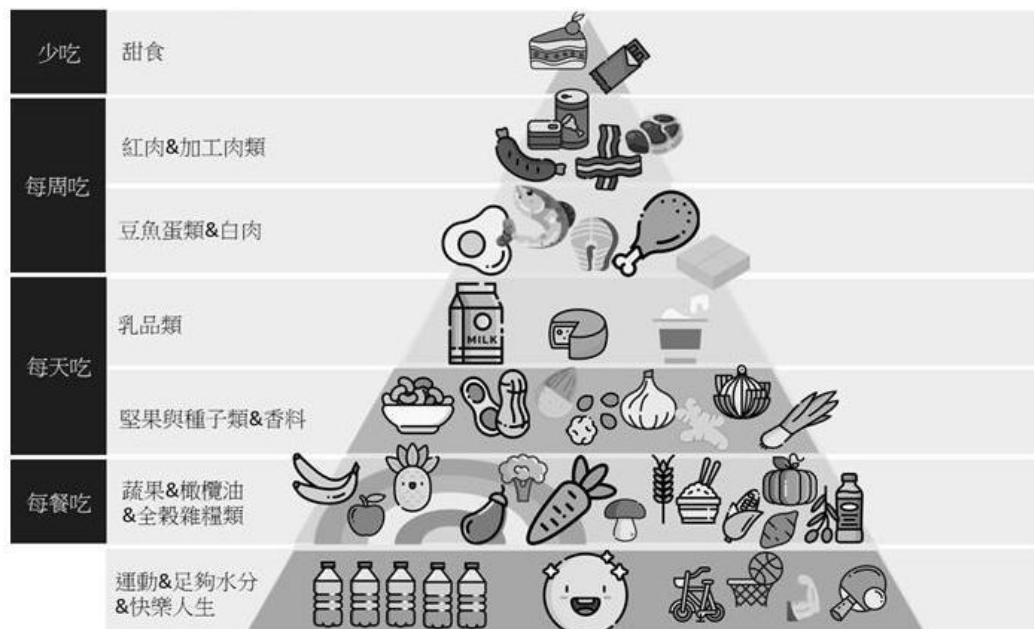 少吃
甜食
每周吃
紅肉&加工肉類
豆魚蛋類&白肉
每天吃
乳品類
MILK
堅果與種子類&香料
每餐吃
蔬果&橄欖油
&全穀雜糧類
運動&足夠水分
&快樂人生